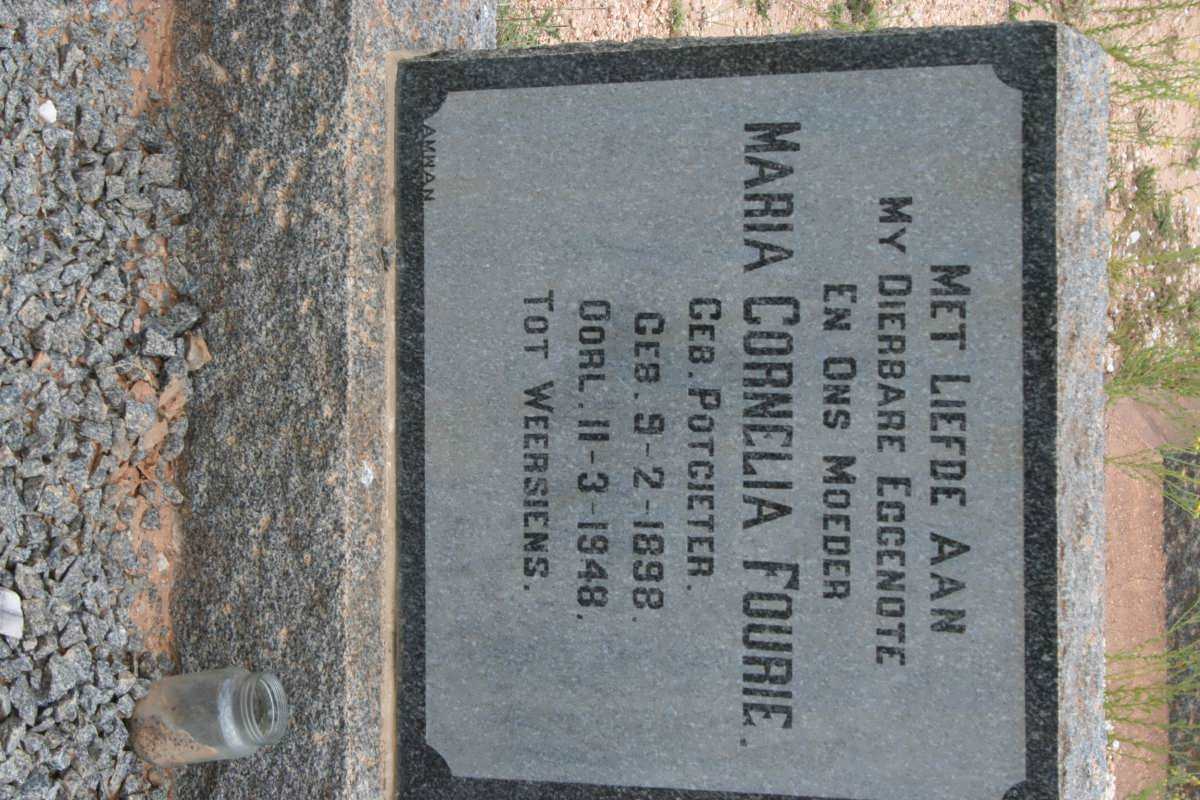 MET LIEFDE AAN
MY DIERBARE EGGENOTE
EN ONS MOEDER
MARIA CORNELIA FOURIE.
GEB. POTGIETER.
GEB. 9-2-1898.
OORL. 11-3-1948.
TOT WEERSIENS.
ANHAN